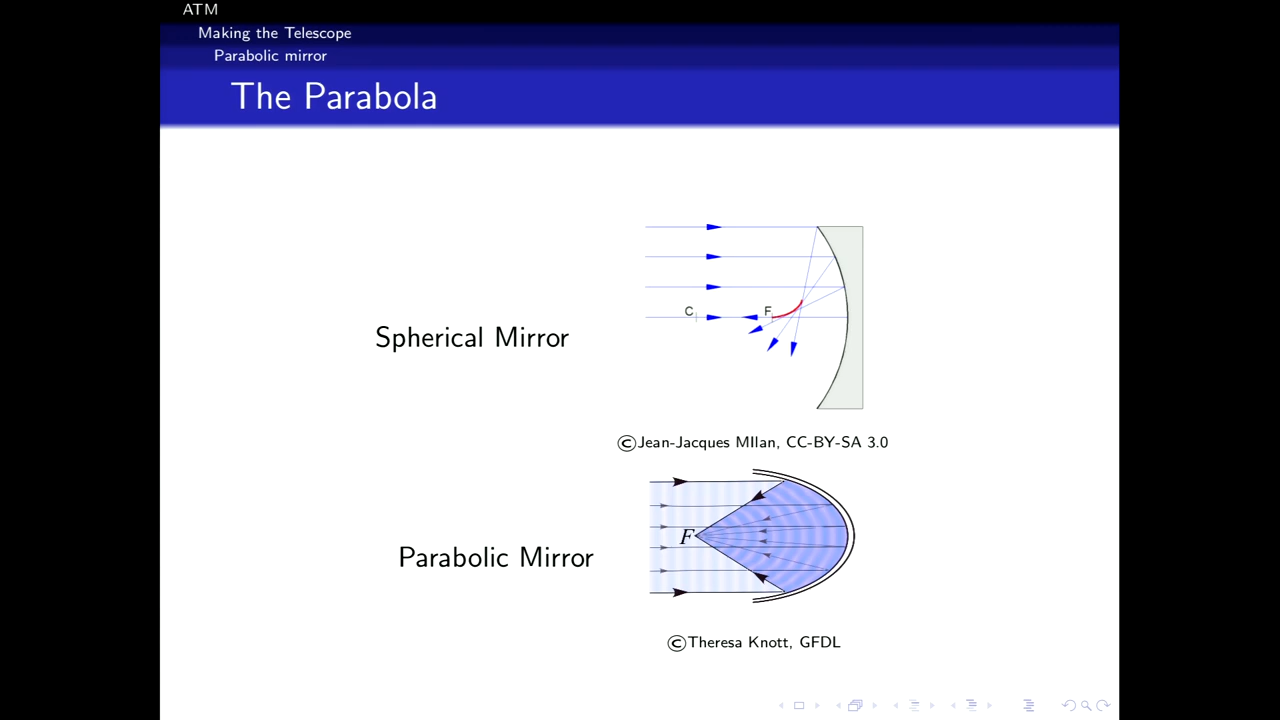 ATM
Making the Telescope
Parabolic mirror
The Parabola
C
F
Spherical Mirror
©Jean-Jacques MIlan, CC-BY-SA 3.0
F
Parabolic Mirror
©Theresa Knott, GFDL